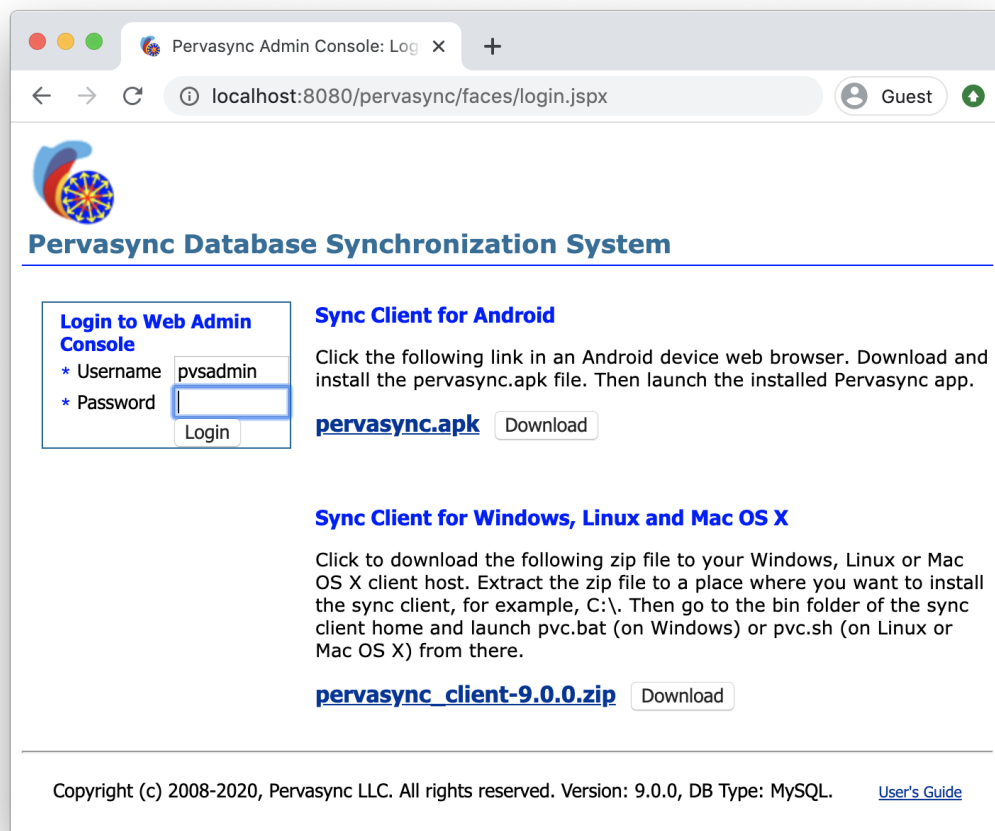 Pervasync Admin Console: Log
localhost:8080/pervasync/faces/login.jspx
Guest
Pervasync Database Synchronization System
Login to Web Admin
Console
* Username pvsadmin
* Password
Login
Sync Client for Android
Click the following link in an Android device web browser. Download and
install the pervasync.apk file. Then launch the installed Pervasync app.
pervasync.apk Download
Sync Client for Windows, Linux and Mac OS X
Click to download the following zip file to your Windows, Linux or Mac
OS X client host. Extract the zip file to a place where you want to install
the sync client, for example, C:\. Then go to the bin folder of the sync
client home and launch pvc.bat (on Windows) or pvc.sh (on Linux or
Mac OS X) from there.
pervasync_client-9.0.0.zip Download
Copyright (c) 2008-2020, Pervasync LLC. All rights reserved. Version: 9.0.0, DB Type: MySQL. User's Guide